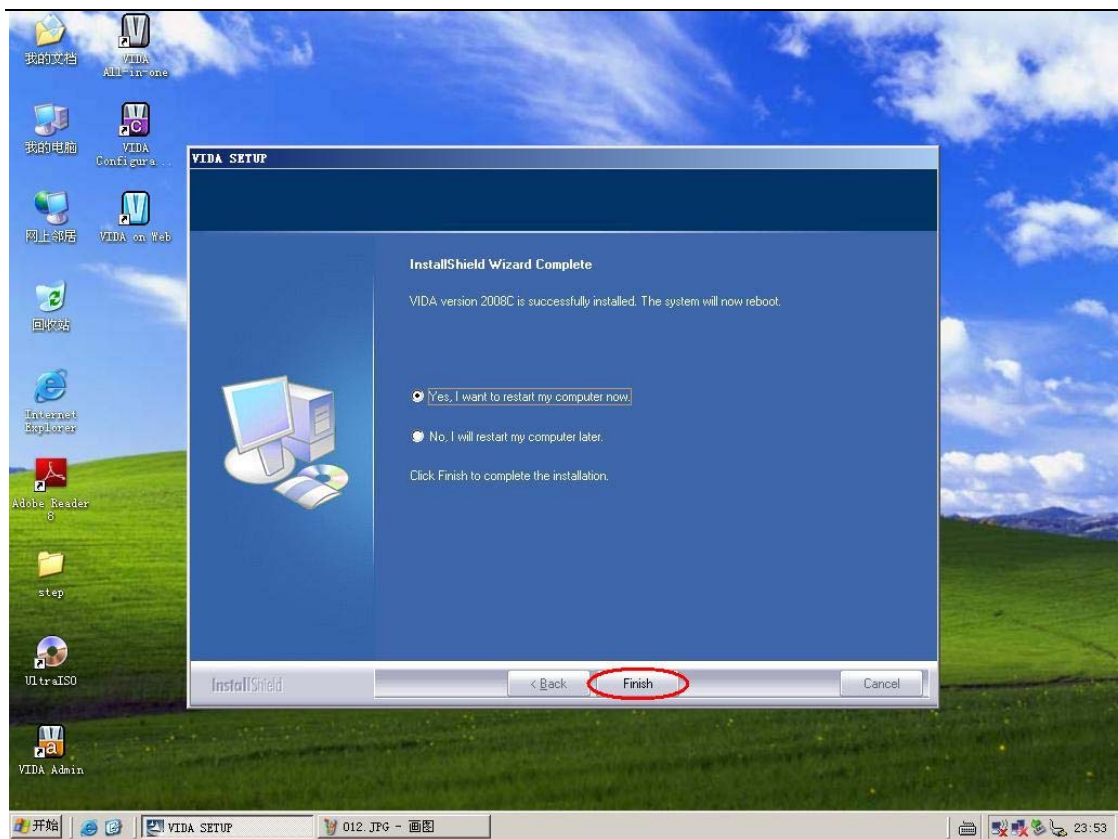 我的文档
VIDA
All-in-one
我的电脑
VIDA
Configura...
网上邻居
VIDA on Web
回收站
Internet
Explorer
Adobe Reader
8
step
UltraISO
VIDA Admin
VIDA SETUP
InstallShield Wizard Complete
VIDA version 2008C is successfully installed. The system will now reboot.
Yes, I want to restart my computer now.
No, I will restart my computer later.
Click Finish to complete the installation.
InstallShield
< Back
Finish
Cancel
开始
VIDA SETUP
012.JPG - 画图
23:53